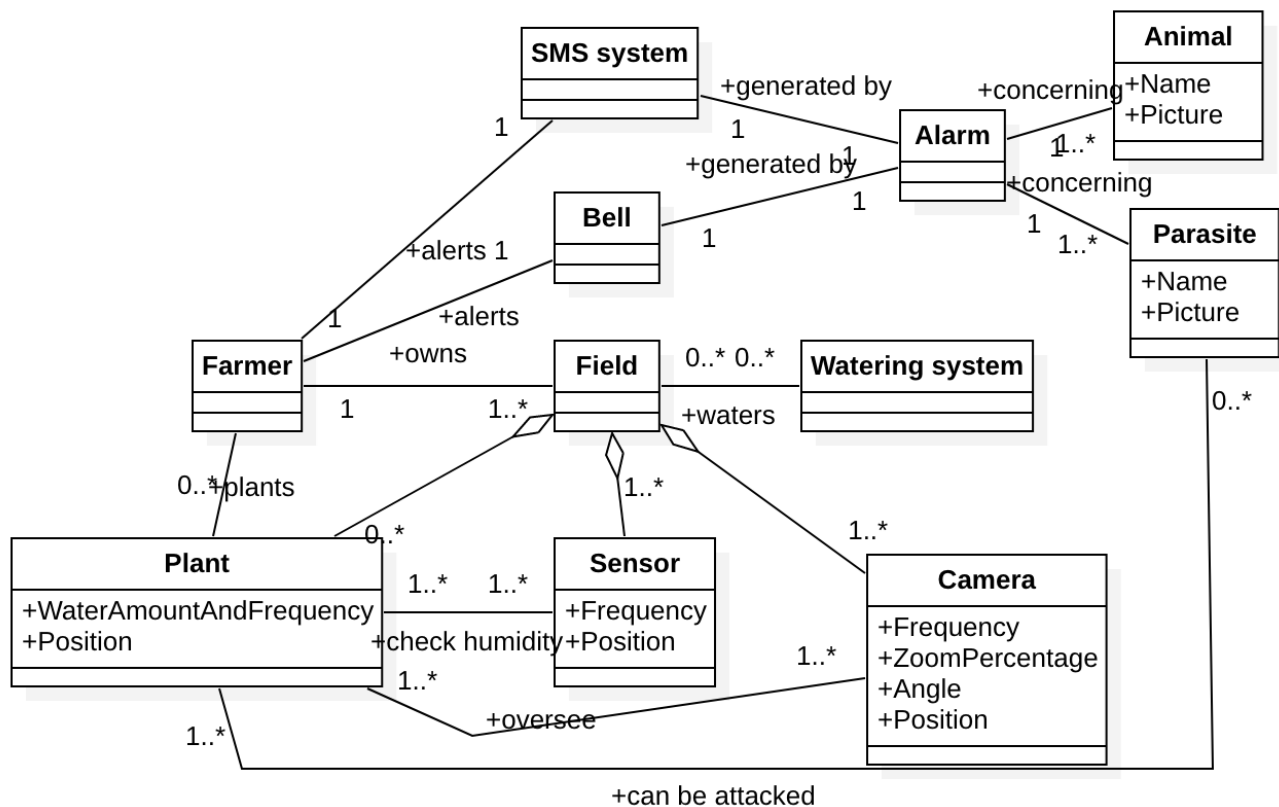 Animal
SMS system
+Name
+Picture
+generated by
+concerning
1
1
Alarm
1
1
1..*
+generated by
+concerning
1
Bell
1
1
1..*
Parasite
+alerts 1
+Name
+Picture
+alerts
1
+owns
Farmer
Field
0..* 0..*
Watering system
1
1..*
+waters
0..*
0..*
+plants
1..*
0..*
1..*
Plant
Sensor
Camera
+WaterAmountAndFrequency
+Position
1..*
1..*
+Frequency
+Position
+check humidity
+Frequency
+ZoomPercentage
+Angle
+Position
1..*
1..*
+oversee
1..*
+can be attacked